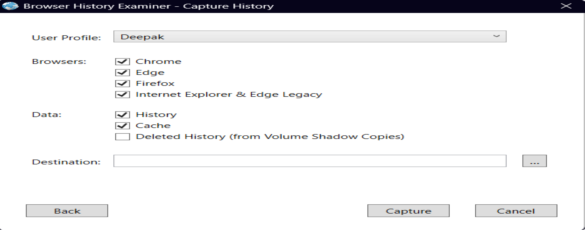 Browser History Examiner - Capture History
User Profile: Deepak
Browsers: Chrome
Edge
Firefox
Internet Explorer & Edge Legacy
Data: History
Cache
Deleted History (from Volume Shadow Copies)
Destination: ...
Back Capture Cancel